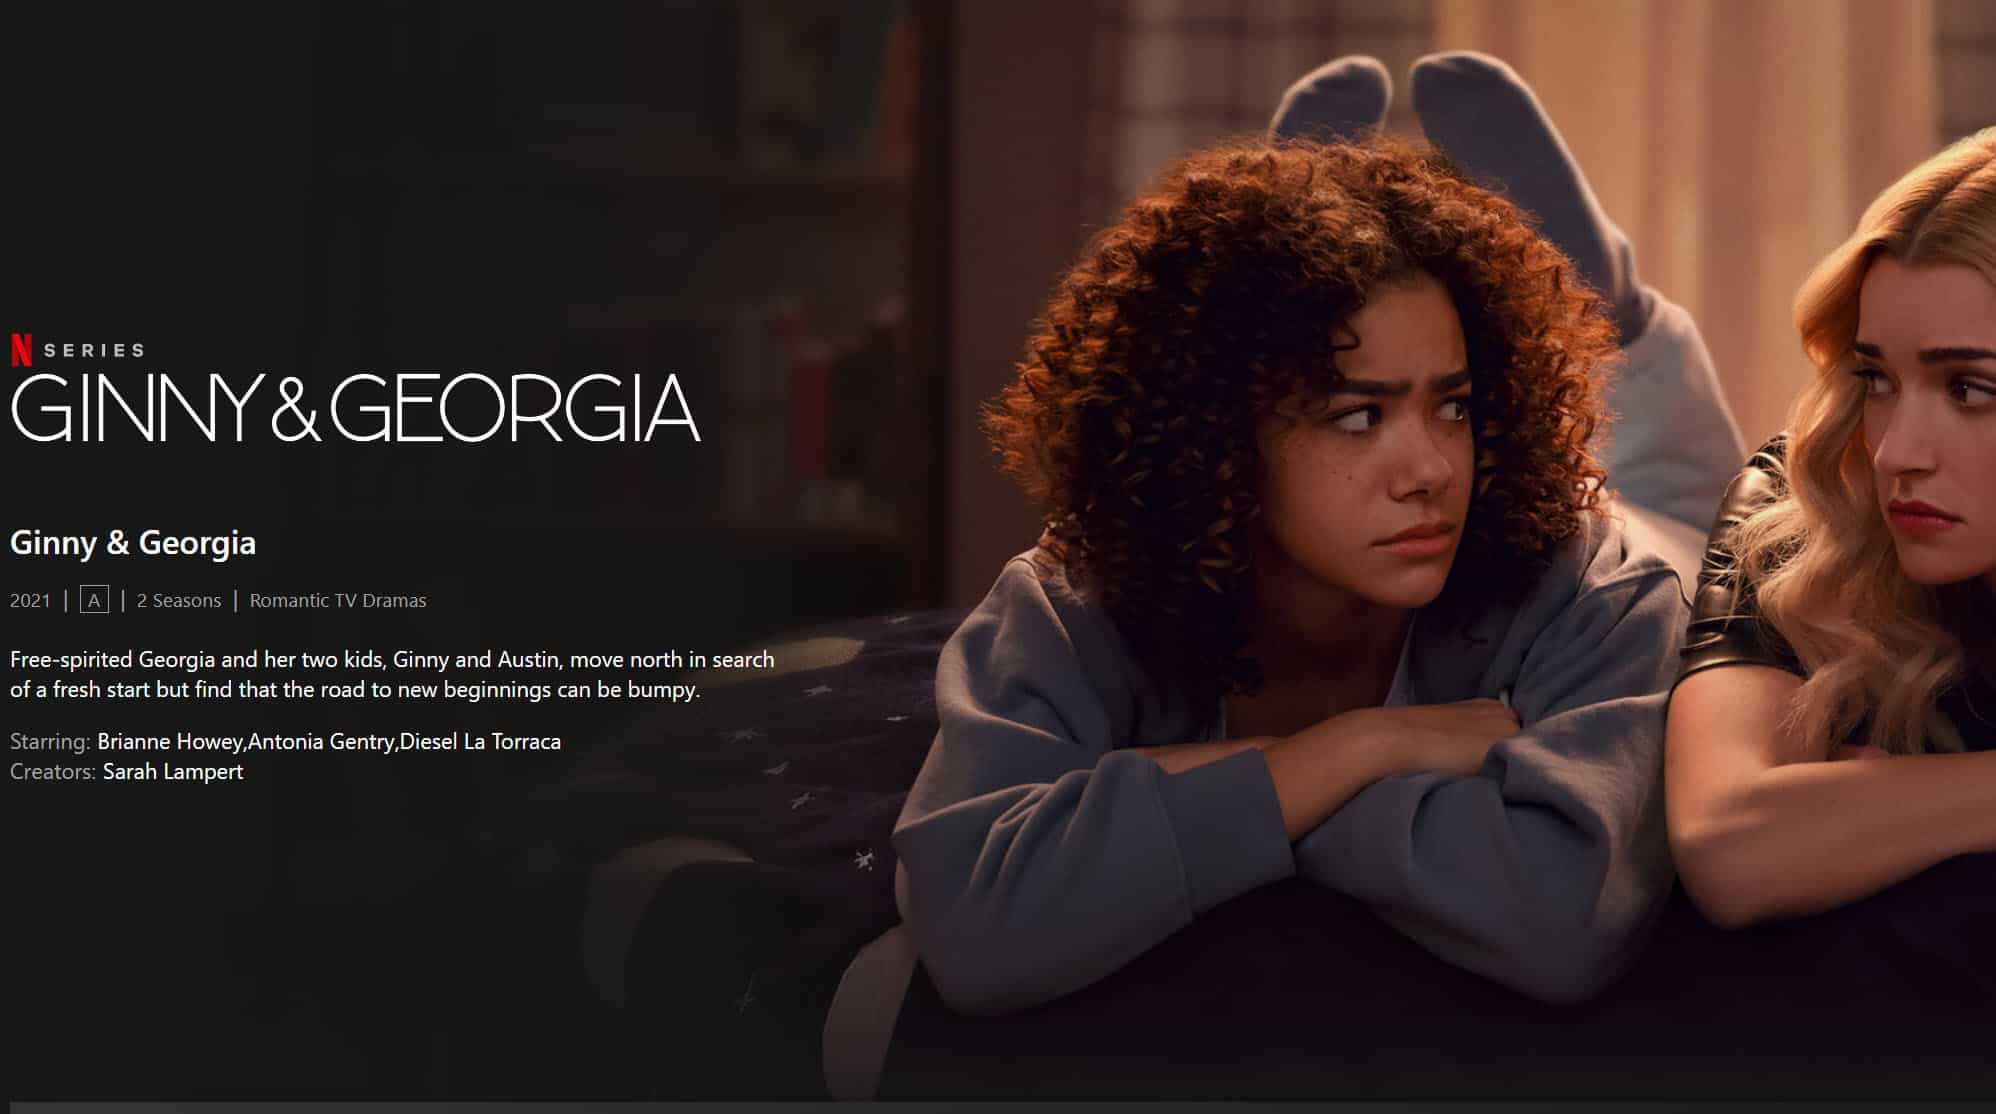 N SERIES
GINNY & GEORGIA
Ginny & Georgia
2021 | A | 2 Seasons | Romantic TV Dramas
Free-spirited Georgia and her two kids, Ginny and Austin, move north in search
of a fresh start but find that the road to new beginnings can be bumpy.
Starring: Brianne Howey,Antonia Gentry,Diesel La Torraca
Creators: Sarah Lampert